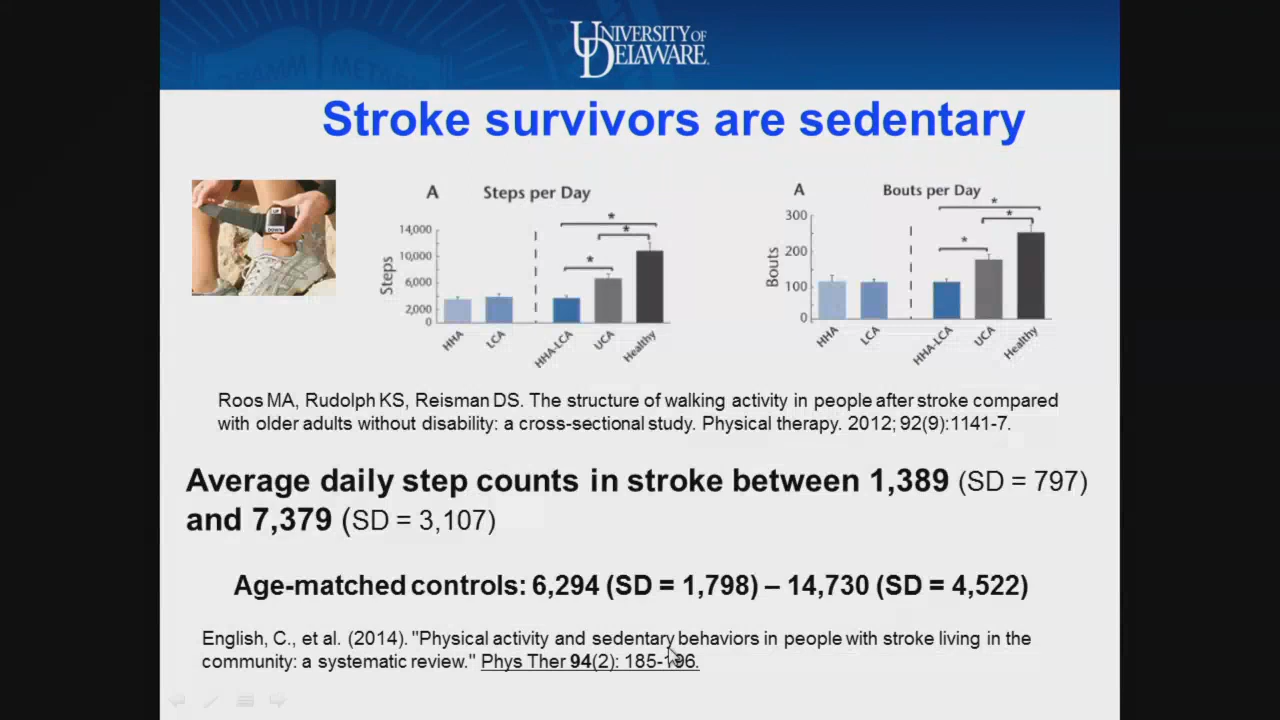 UNIVERSITY OF
DELAWARE.
GRAMM METAPH
Stroke survivors are sedentary
UP
DOWN
A Steps per Day
*
*
*
14,000
10,000
6,000
2,000
0
Steps
HHA
LCA
HHA-LCA
UCA
Healthy
A Bouts per Day
*
*
*
300
200
100
0
Bouts
HHA
LCA
HHA-LCA
UCA
Healthy
Roos MA, Rudolph KS, Reisman DS. The structure of walking activity in people after stroke compared
with older adults without disability: a cross-sectional study. Physical therapy. 2012; 92(9):1141-7.
Average daily step counts in stroke between 1,389 (SD = 797)
and 7,379 (SD = 3,107)
Age-matched controls: 6,294 (SD = 1,798) – 14,730 (SD = 4,522)
English, C., et al. (2014). "Physical activity and sedentary behaviors in people with stroke living in the
community: a systematic review." Phys Ther 94(2): 185-196.